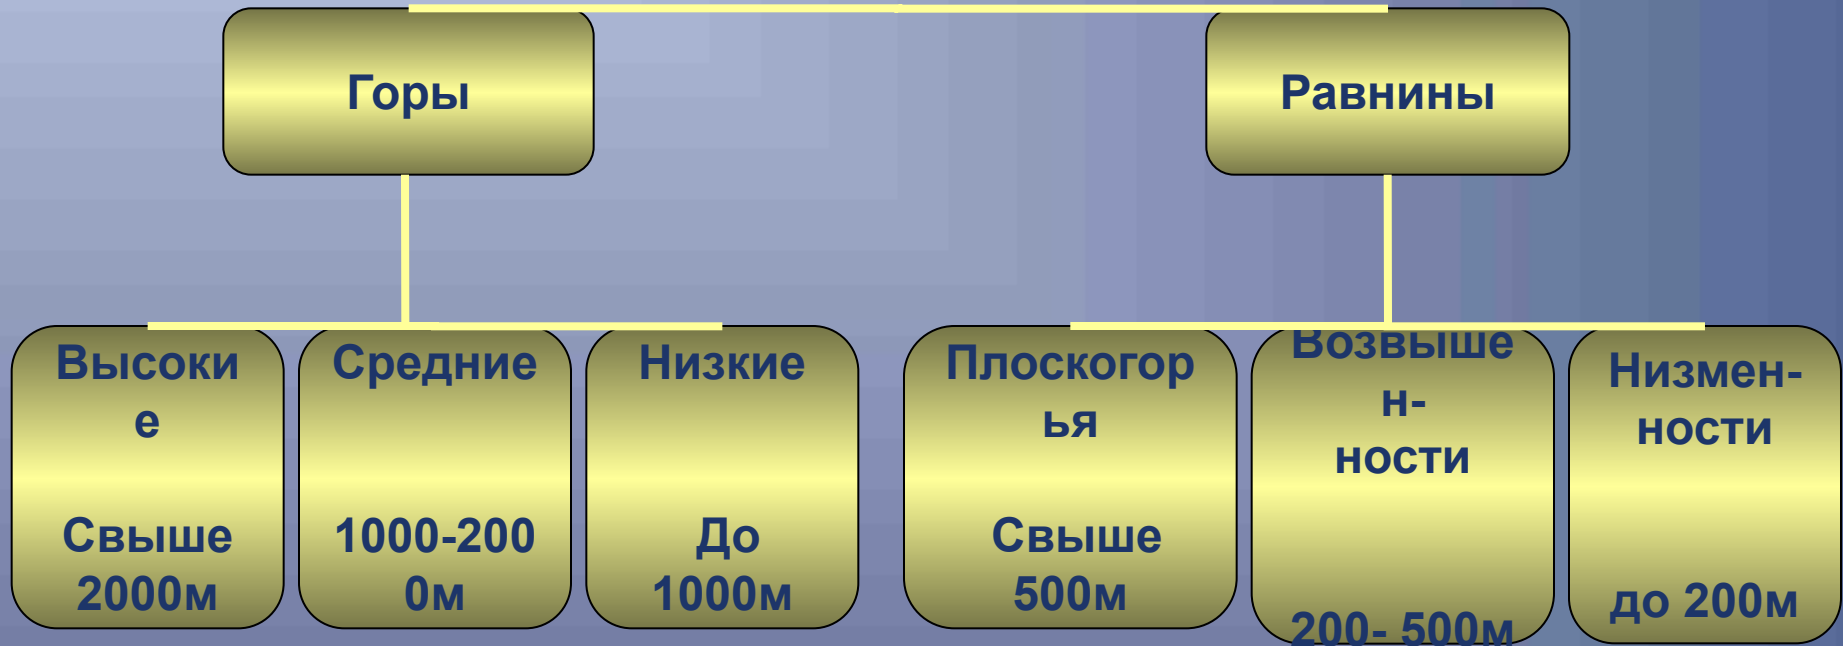 Горы
Равнины
Высоки
е
Свыше
2000м
Средние
1000-200
0м
Низкие
До
1000м
Плоскогор
ья
Свыше
500м
Возвыше
н-
ности
200- 500м
Низмен-
ности
до 200м